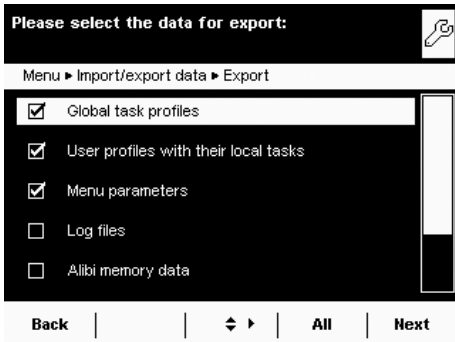 Please select the data for export:
Menu ▸ Import/export data ▸ Export
Global task profiles
User profiles with their local tasks
Menu parameters
Log files
Alibi memory data
Back All Next